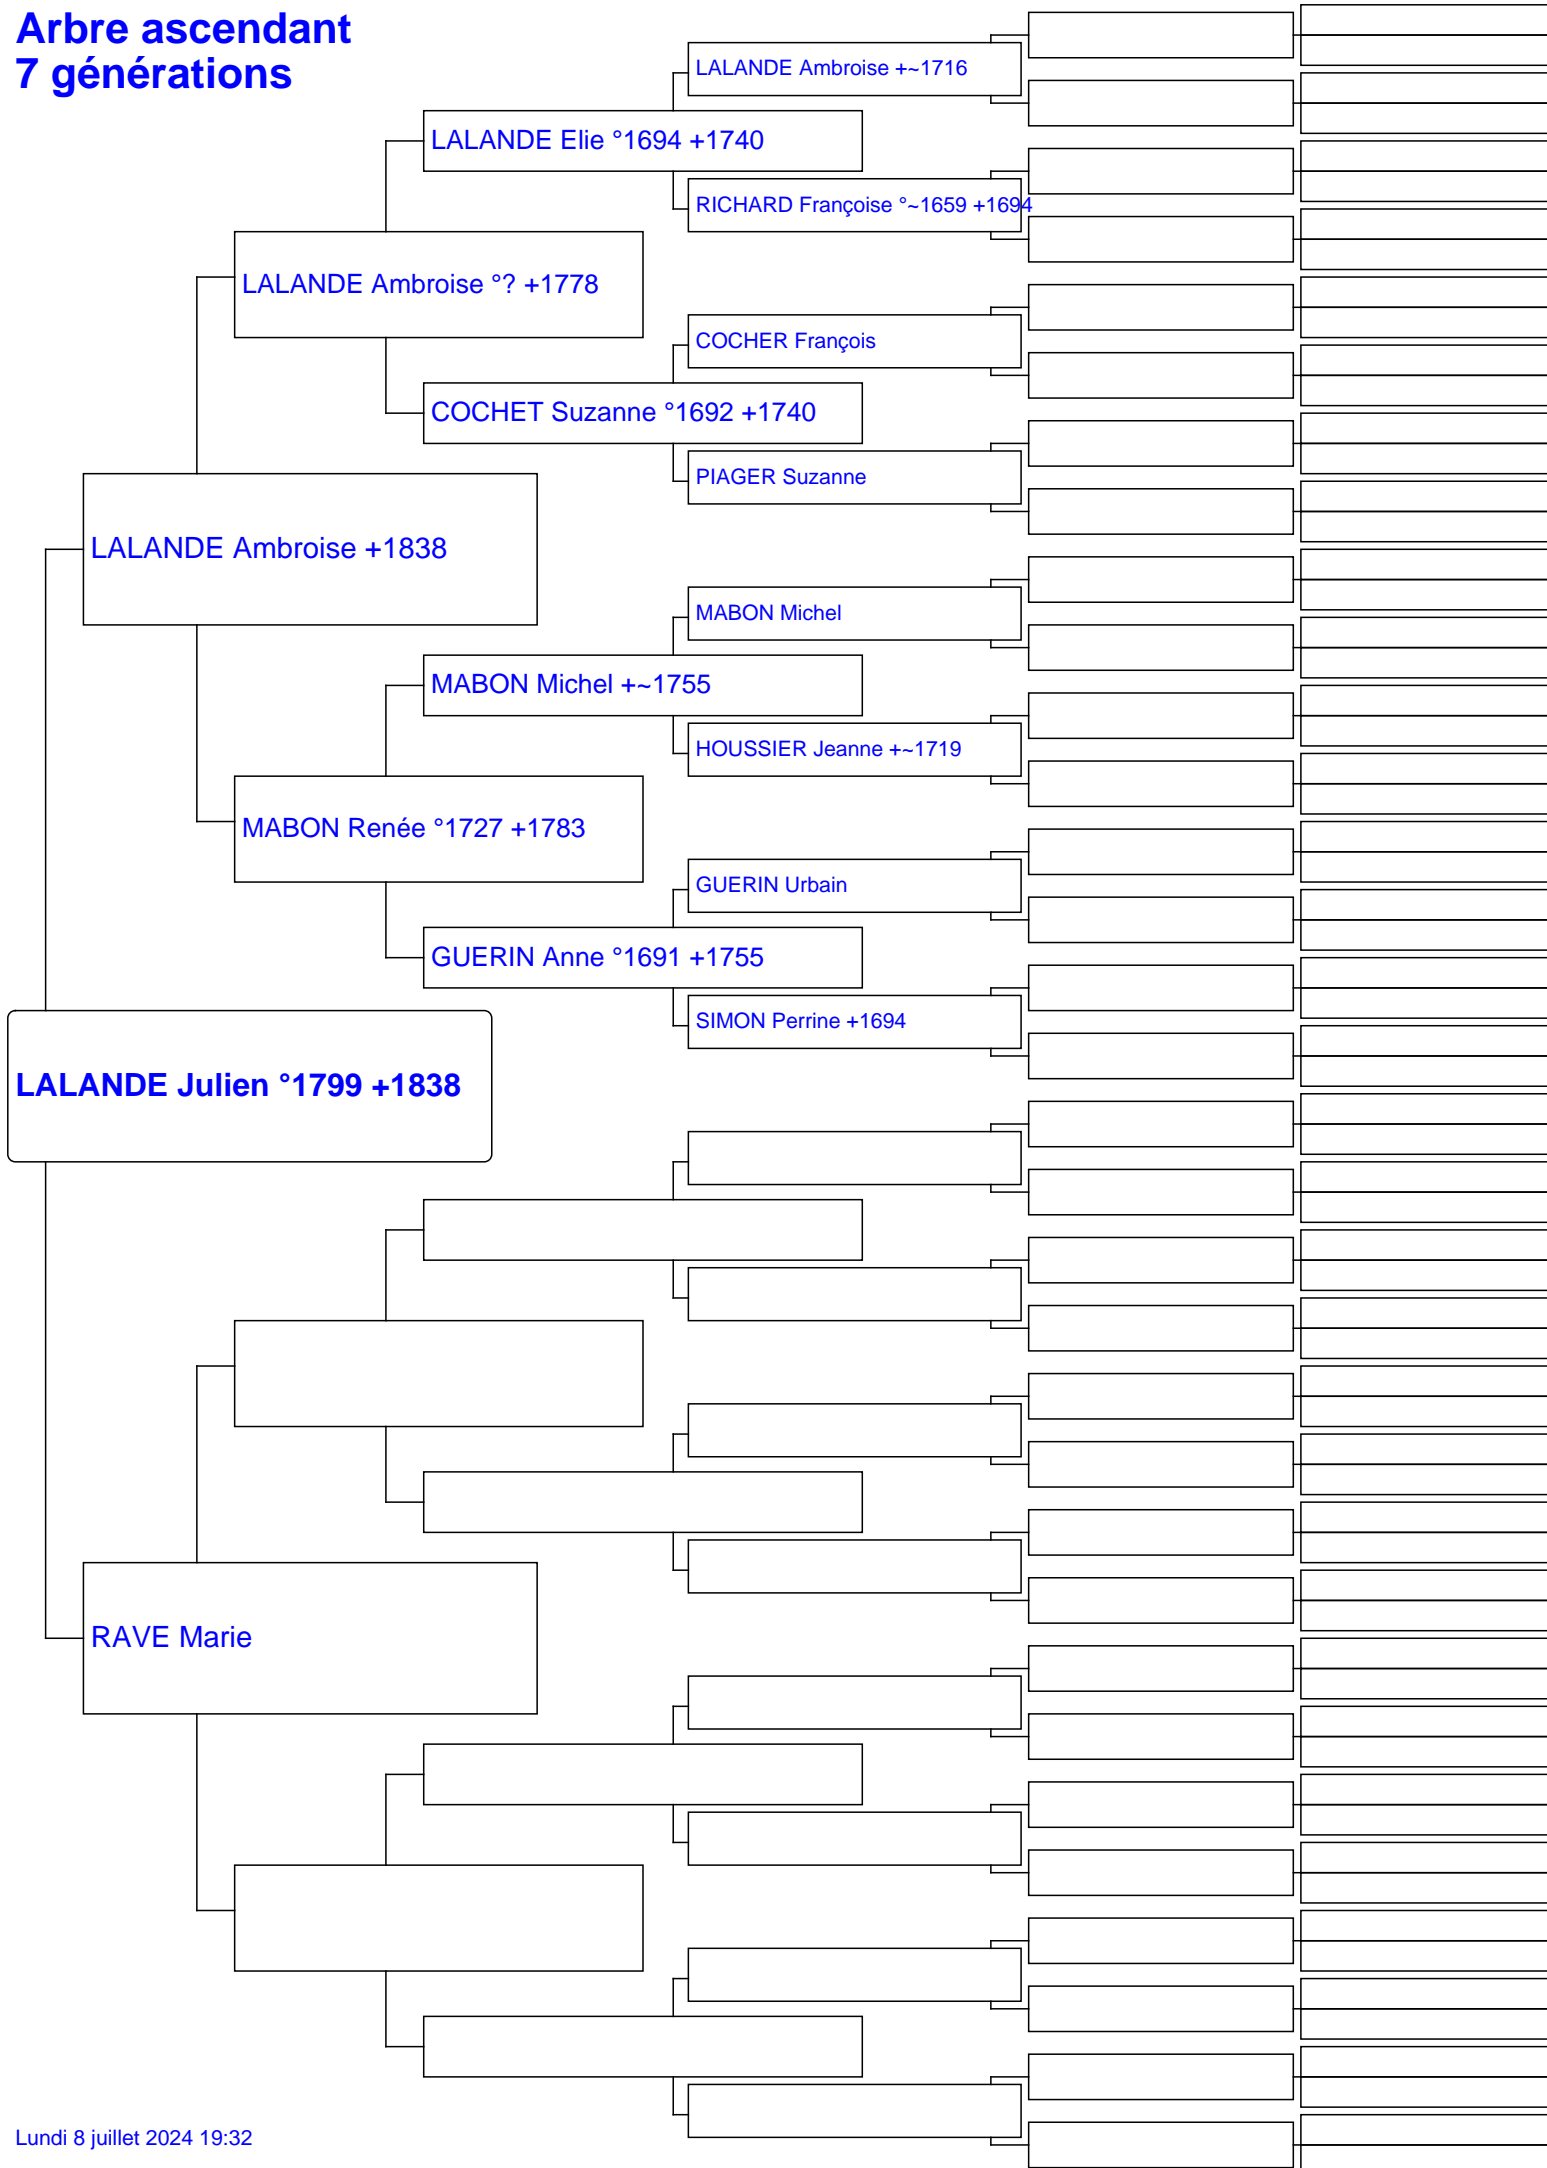 Arbre ascendant
7 générations
LALANDE Ambroise +~1716
LALANDE Elie °1694 +1740
RICHARD Françoise °~1659 +1694
LALANDE Ambroise °? +1778
COCHER François
COCHET Suzanne °1692 +1740
PIAGER Suzanne
LALANDE Ambroise +1838
MABON Michel
MABON Michel +~1755
HOUSSIER Jeanne +~1719
MABON Renée °1727 +1783
GUERIN Urbain
GUERIN Anne °1691 +1755
SIMON Perrine +1694
LALANDE Julien °1799 +1838
RAVE Marie
Lundi 8 juillet 2024 19:32